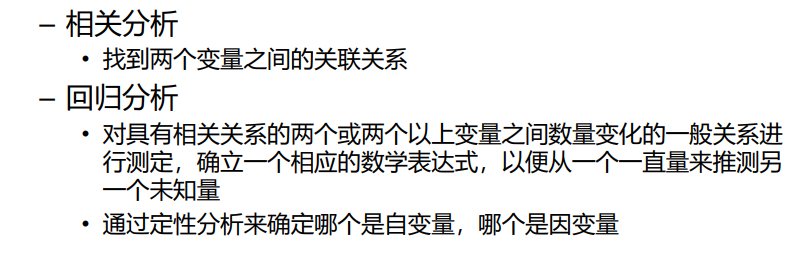 – 相关分析
• 找到两个变量之间的关联关系
– 回归分析
• 对具有相关关系的两个或两个以上变量之间数量变化的一般关系进
行测定，确立一个相应的数学表达式，以便从一个一直量来推测另
一个未知量
• 通过定性分析来确定哪个是自变量，哪个是因变量